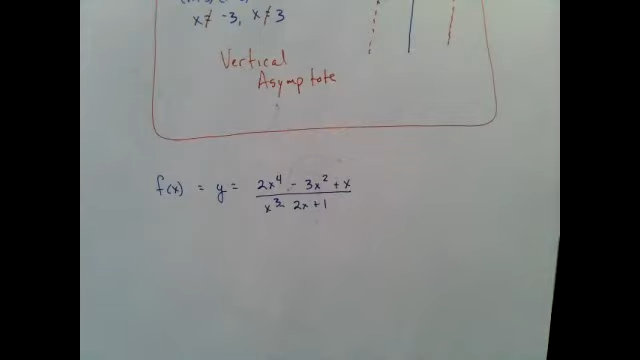 x ≠ -3, x ≠ 3
Vertical
Asymptote
f(x) = y = 2x⁴ - 3x² + x
x³ 2x + 1